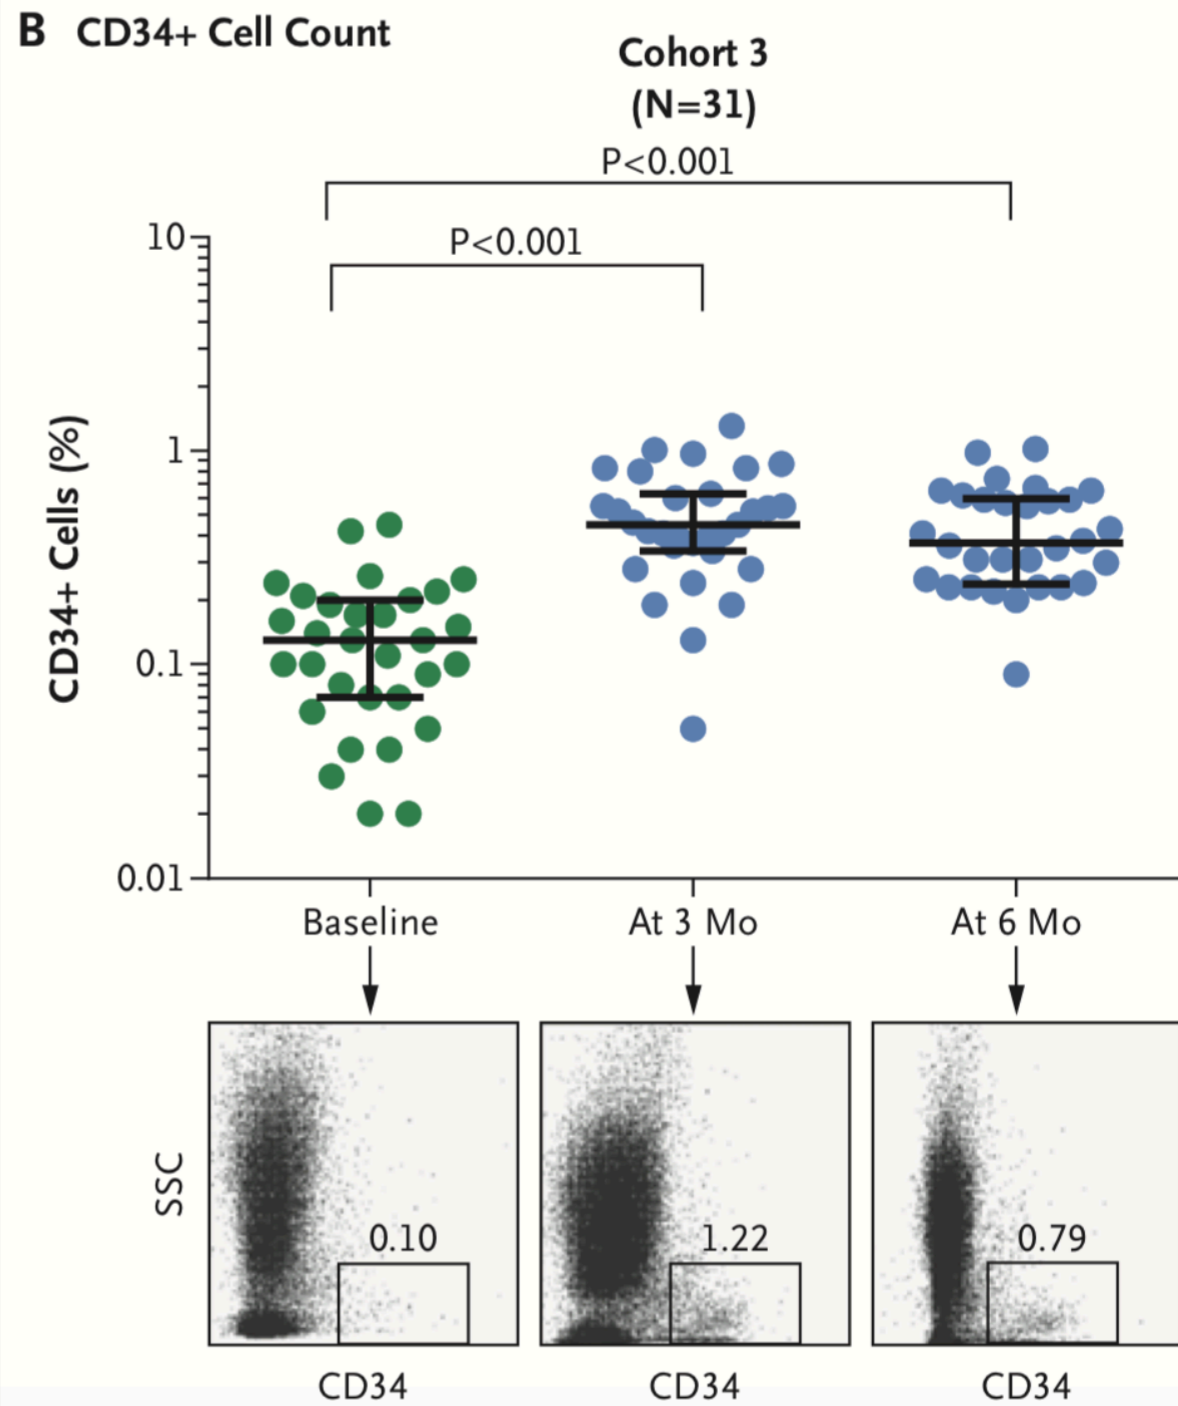 B CD34+ Cell Count
Cohort 3
(N=31)
P<0.001
P<0.001
10
1
0.1
0.01
CD34+ Cells (%)
Baseline
At 3 Mo
At 6 Mo
SSC
0.10
1.22
0.79
CD34
CD34
CD34